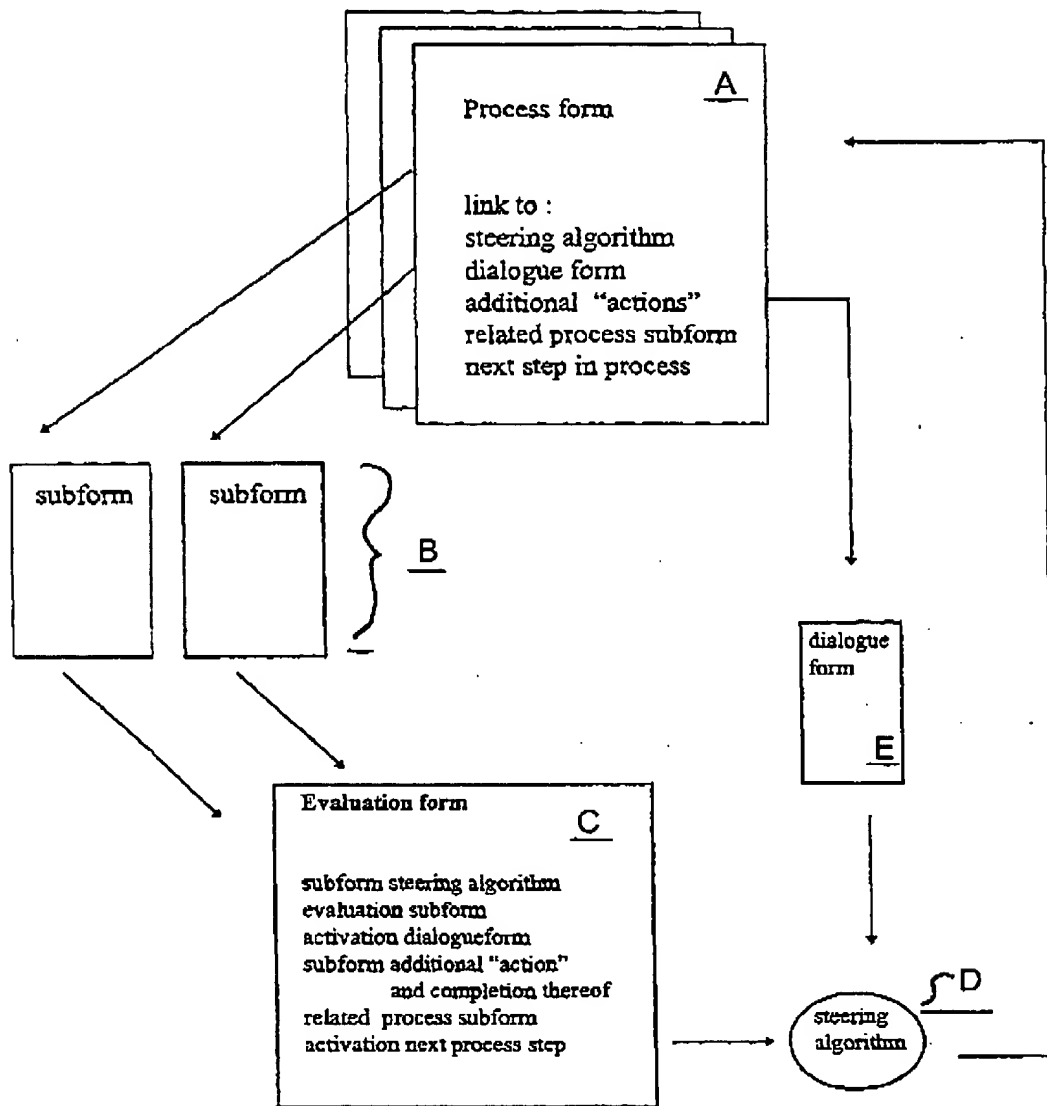 A
Process form
link to :
steering algorithm
dialogue form
additional “actions”
related process subform
next step in process
subform
subform
B
dialogue
form
E
Evaluation form
C
subform steering algorithm
evaluation subform
activation dialogueform
subform additional “action”
and completion thereof
related process subform
activation next process step
D
steering
algorithm